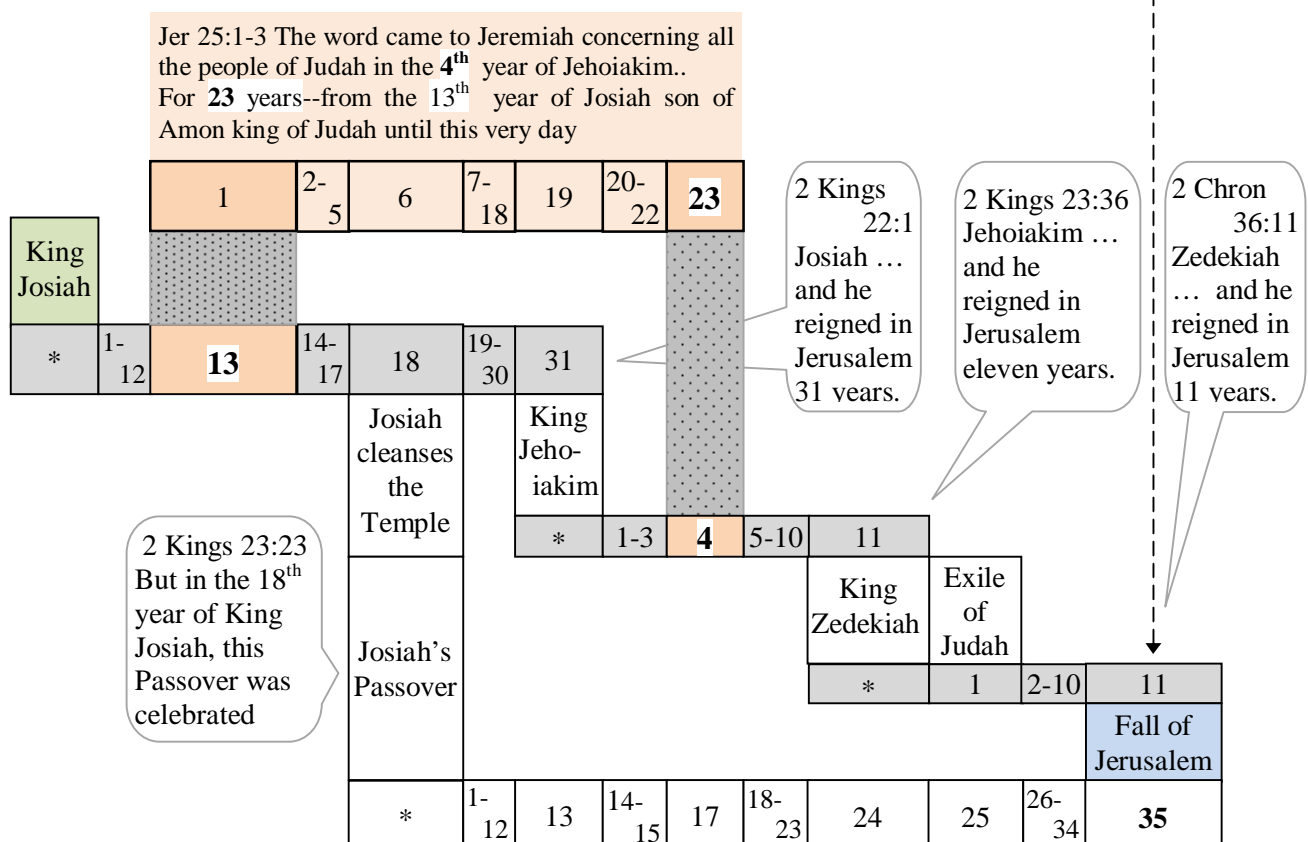 Jer 25:1-3 The word came to Jeremiah concerning all
the people of Judah in the 4th year of Jehoiakim..
For 23 years--from the 13th year of Josiah son of
Amon king of Judah until this very day
1
2-
5
6
7-
18
19
20-
22
23
2 Kings
22:1
Josiah …
and he
reigned in
Jerusalem
31 years.
2 Kings 23:36
Jehoiakim …
and he
reigned in
Jerusalem
eleven years.
2 Chron
36:11
Zedekiah
… and he
reigned in
Jerusalem
11 years.
King
Josiah
*
1-
12
13
14-
17
18
19-
30
31
Josiah
cleanses
the
Temple
King
Jeho-
iakim
*
1-3
4
5-10
11
2 Kings 23:23
But in the 18th
year of King
Josiah, this
Passover was
celebrated
Josiah's
Passover
King
Zedekiah
Exile
of
Judah
*
1
2-10
11
Fall of
Jerusalem
*
1-
12
13
14-
15
17
18-
23
24
25
26-
34
35